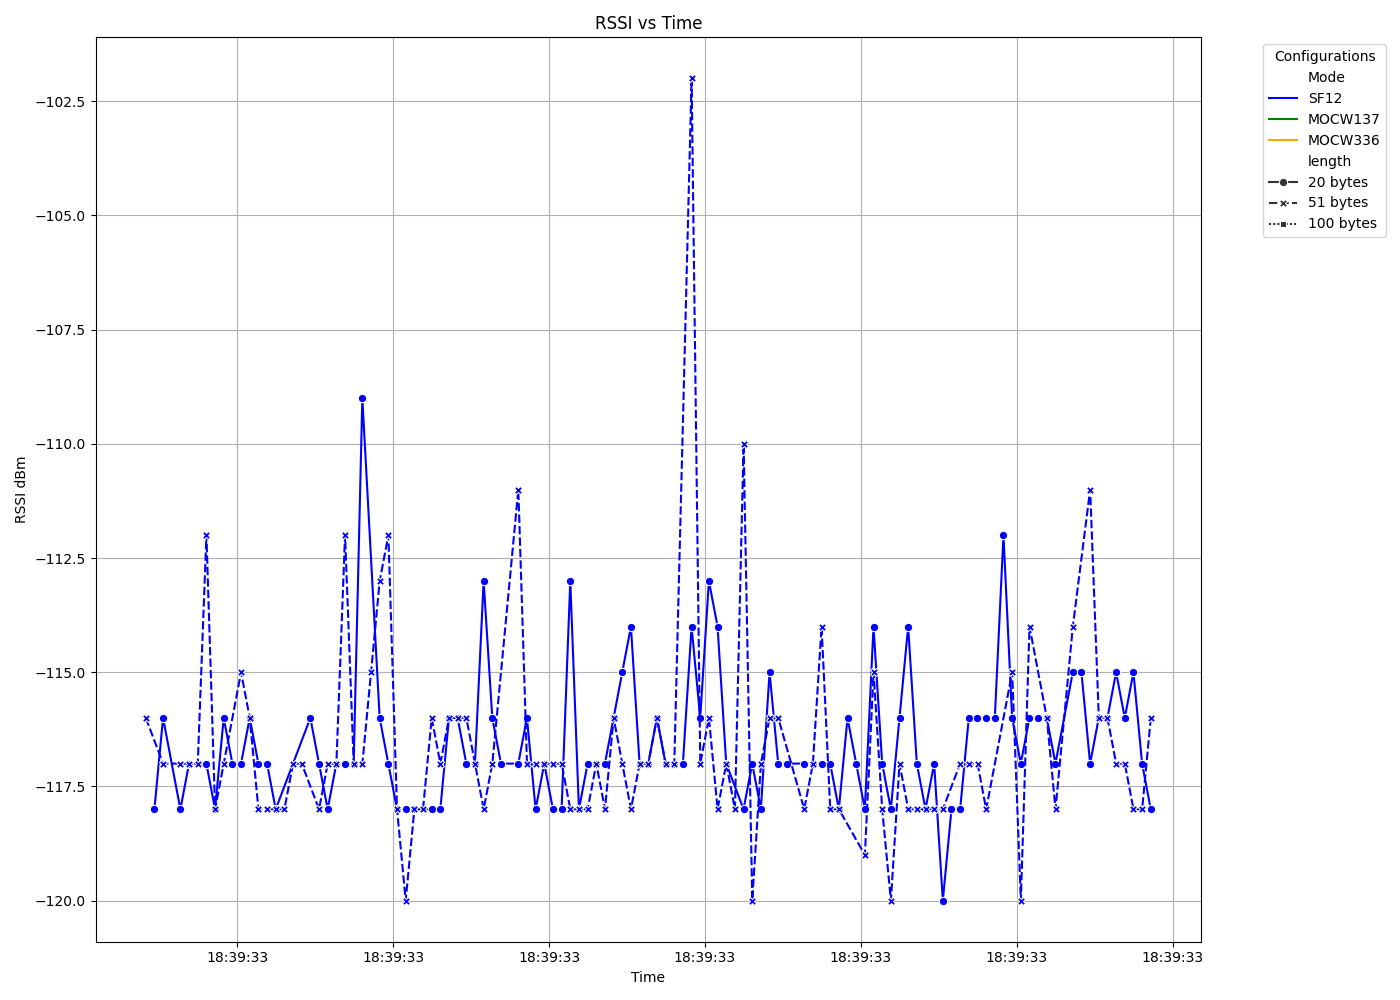 RSSI vs Time
Configurations
Mode
SF12
MOCW137
MOCW336
length
20 bytes
51 bytes
100 bytes
RSSI dBm
−102.5
−105.0
−107.5
−110.0
−112.5
−115.0
−117.5
−120.0
18:39:33 18:39:33 18:39:33 18:39:33 18:39:33 18:39:33 18:39:33
Time